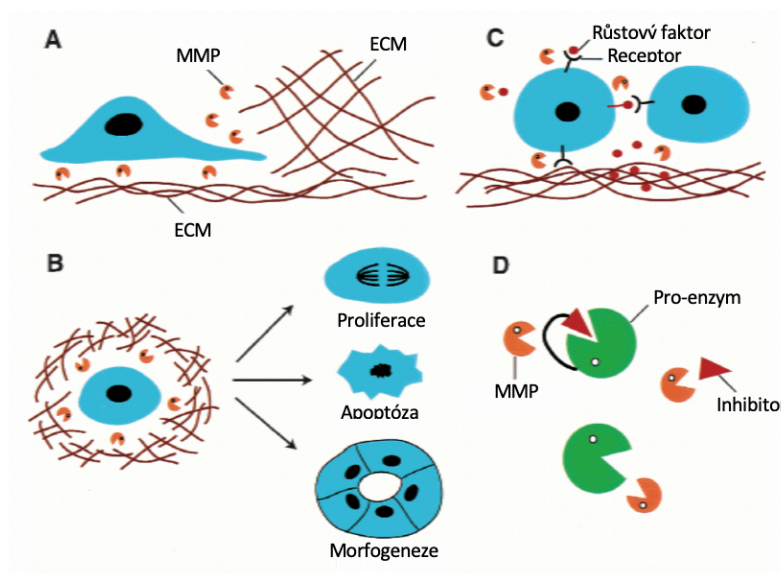 A
MMP
ECM
ECM
C
Růstový faktor
Receptor
B
Proliferace
Apoptóza
Morfogeneze
D
Pro-enzym
MMP
Inhibito